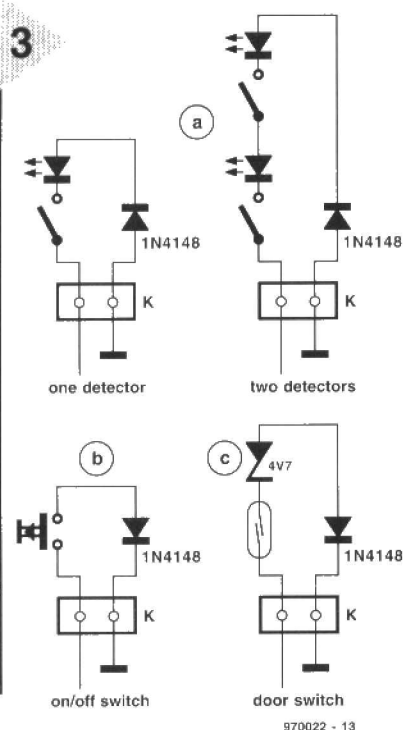 3
a
1N4148
1N4148
K
K
one detector
two detectors
b
c
4V7
1N4148
1N4148
K
K
on/off switch
door switch
970022 - 13